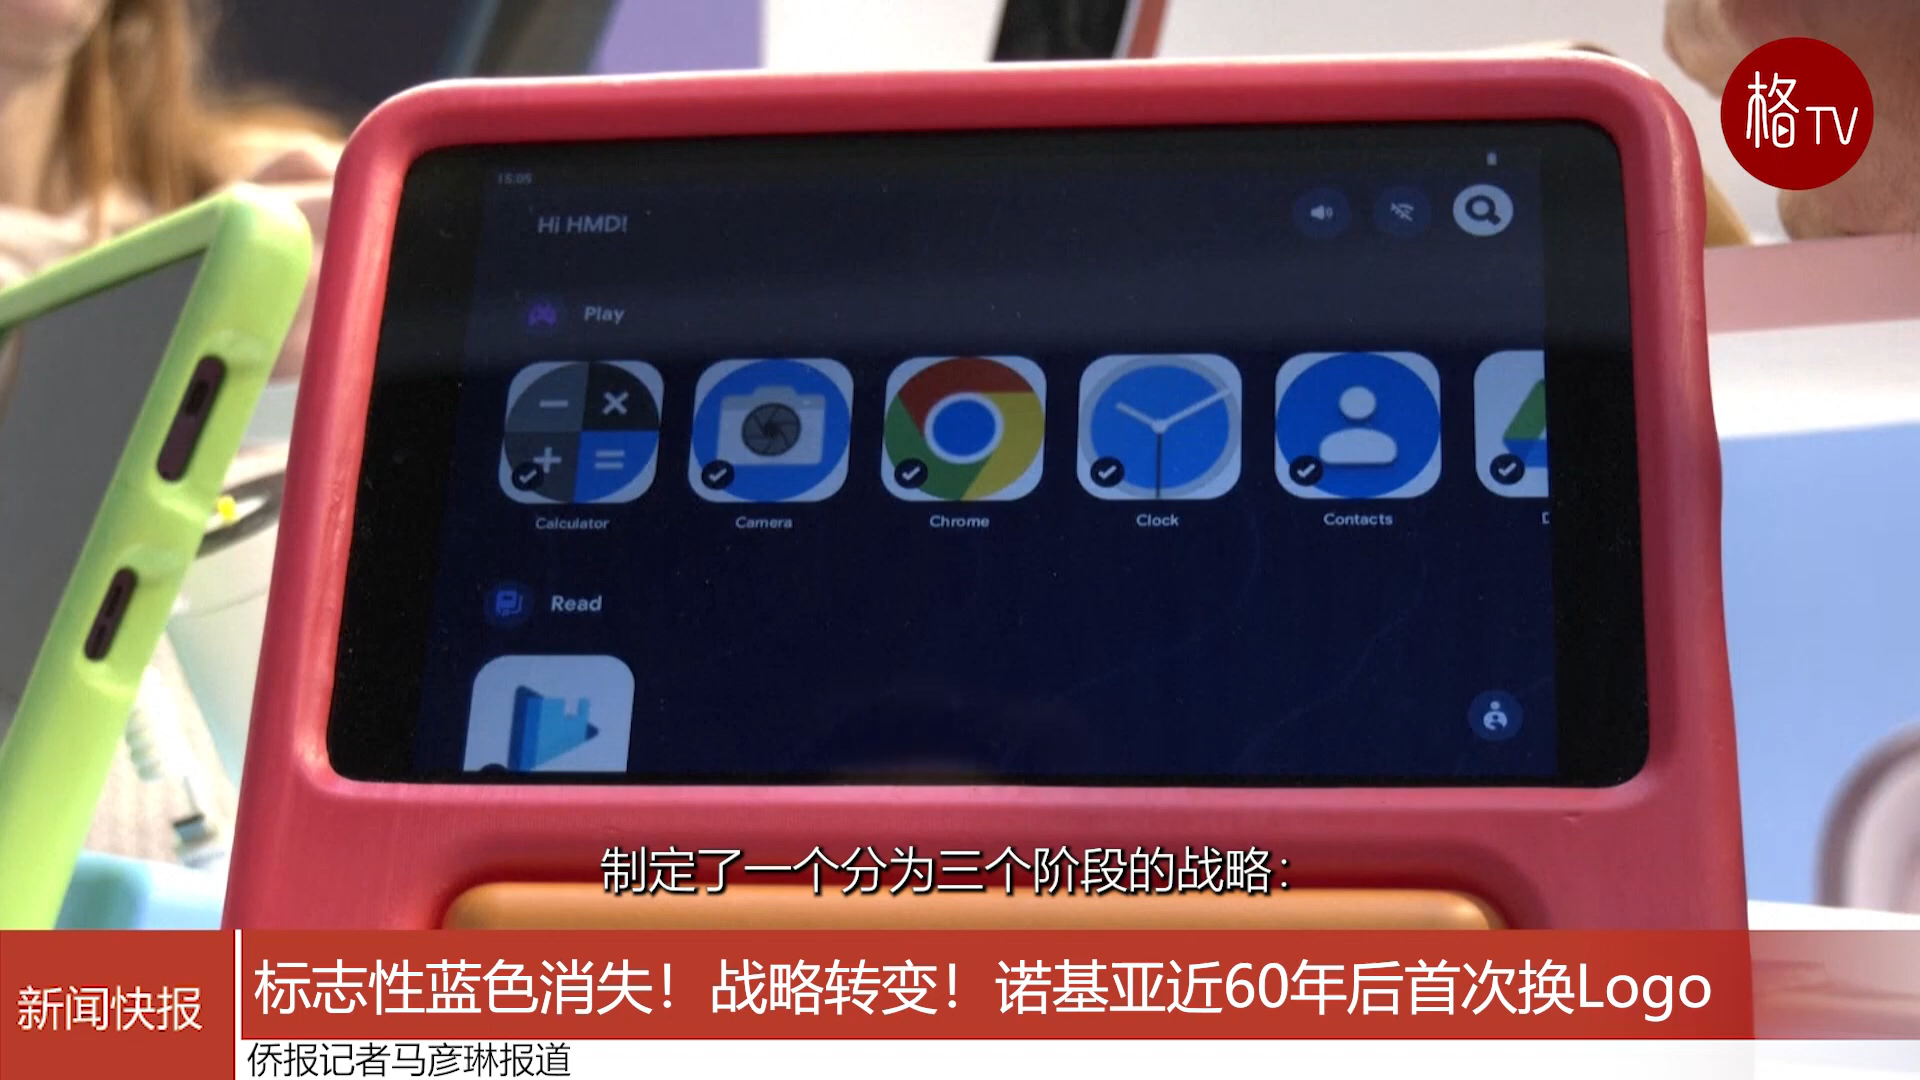 格TV
15:05
Hi HMD!
Play
Calculator
Camera
Chrome
Clock
Contacts
D
Read
制定了一个分为三个阶段的战略：
新闻快报
标志性蓝色消失！战略转变！诺基亚近60年后首次换Logo
侨报记者马彦琳报道